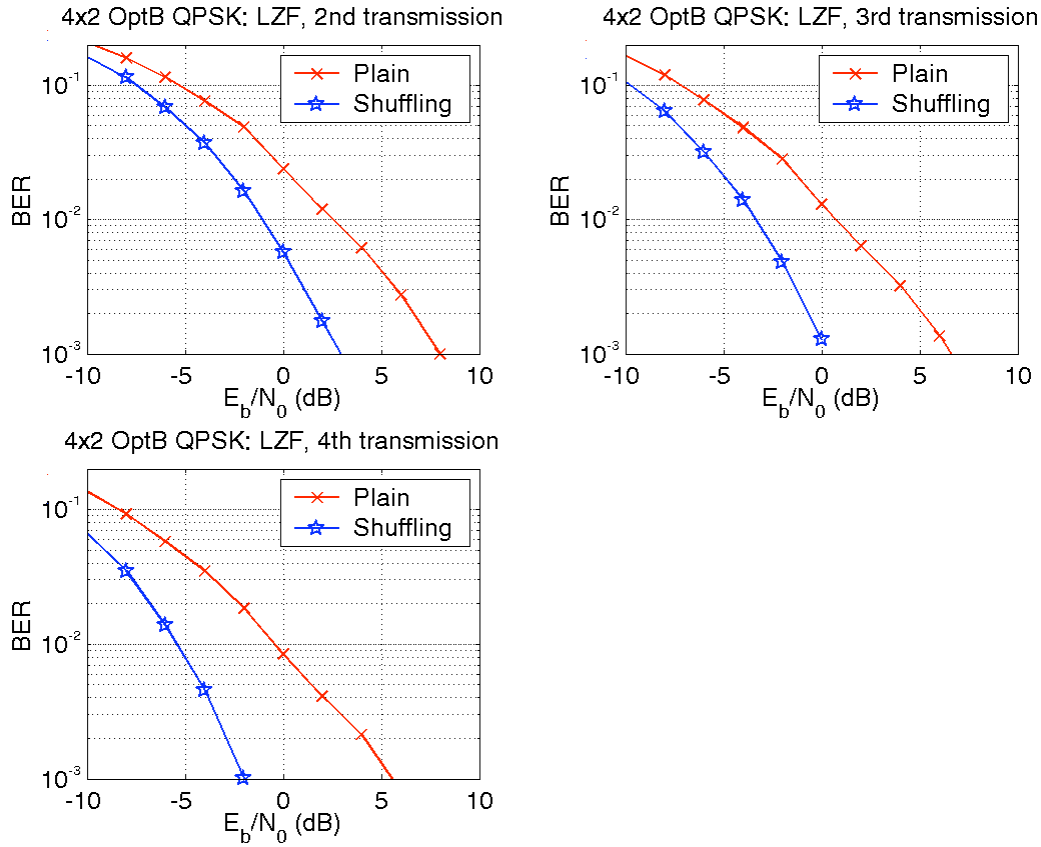 4x2 OptB QPSK: LZF, 2nd transmission
Plain
Shuffling
10^-1
10^-2
10^-3
BER
-10 -5 0 5 10
E_b/N_0 (dB)
4x2 OptB QPSK: LZF, 3rd transmission
Plain
Shuffling
10^-1
10^-2
10^-3
BER
-10 -5 0 5 10
E_b/N_0 (dB)
4x2 OptB QPSK: LZF, 4th transmission
Plain
Shuffling
10^-1
10^-2
10^-3
BER
-10 -5 0 5 10
E_b/N_0 (dB)